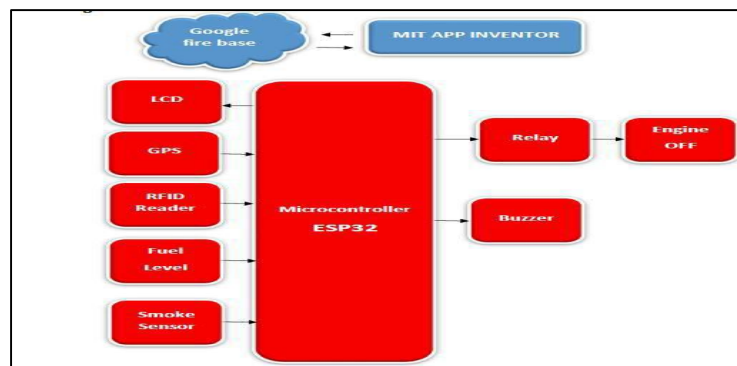 Google
fire base
MIT APP INVENTOR
LCD
GPS
RFID
Reader
Fuel
Level
Smoke
Sensor
Microcontroller
ESP32
Relay
Engine
OFF
Buzzer